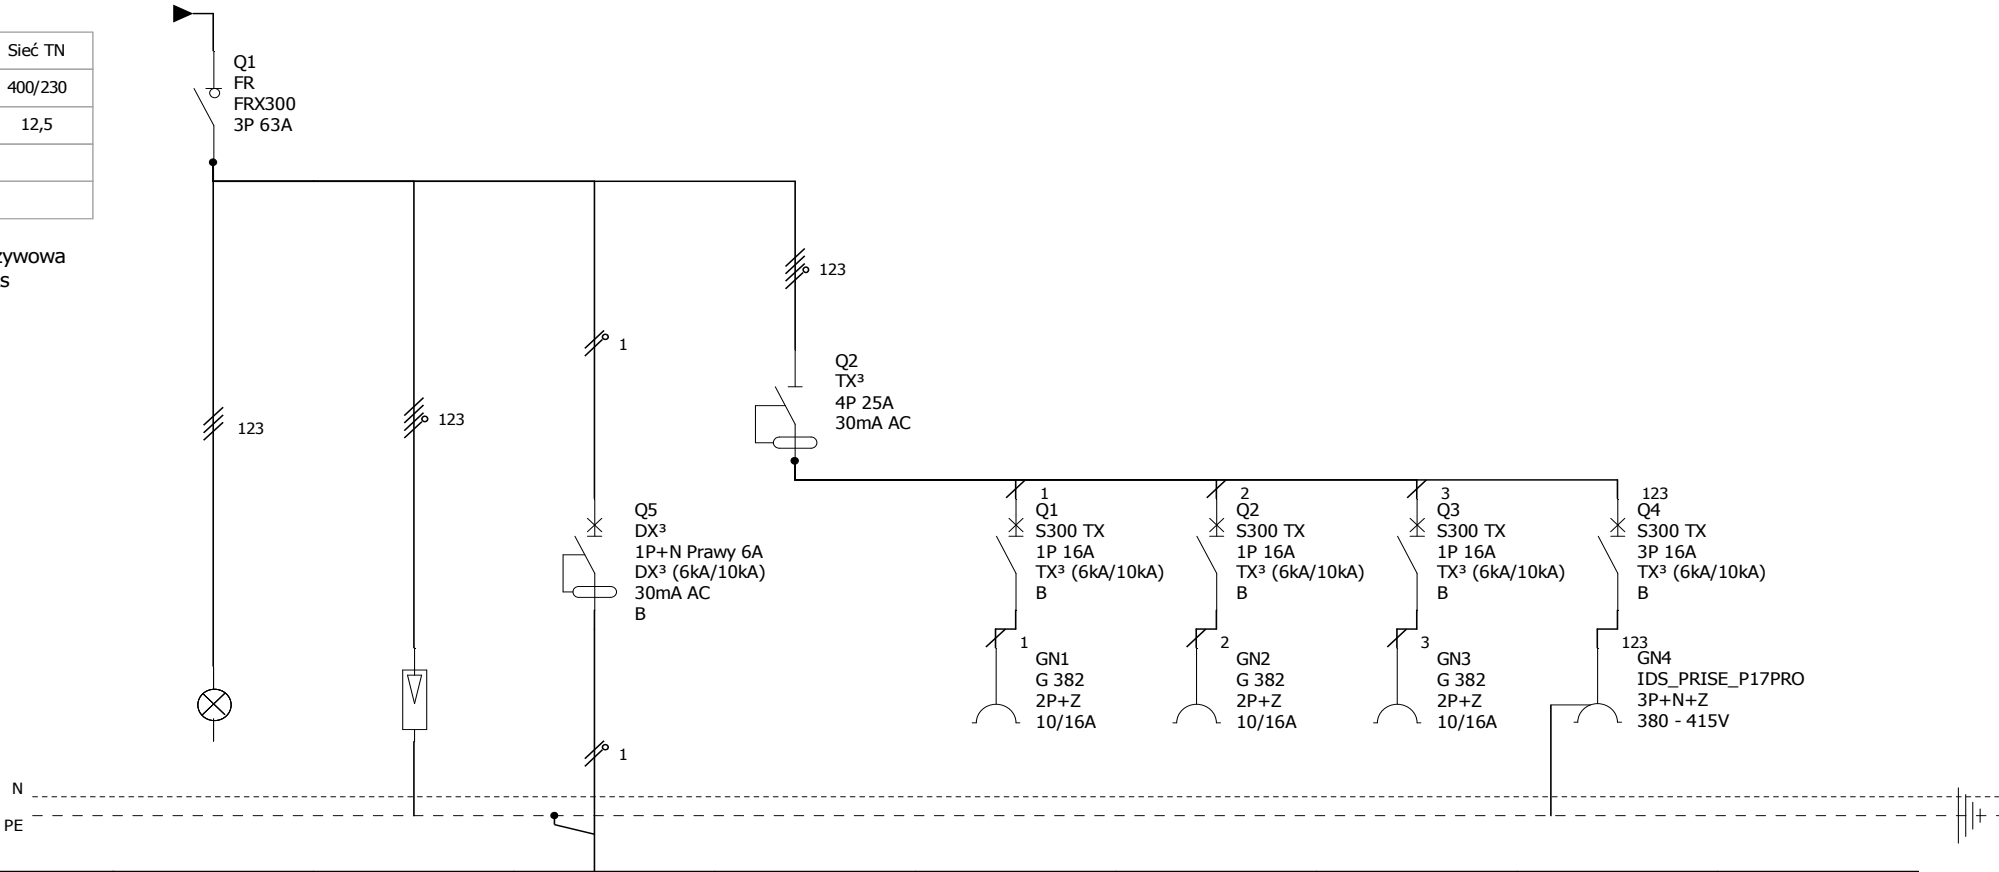 Sieć TN
400/230
12,5
s
Q1
FR
FRX300
3P 63A
123
123
1
123
Q2
TX³
4P 25A
30mA AC
Q5
DX³
1P+N Prawy 6A
DX³ (6kA/10kA)
30mA AC
B
1
1
Q1
S300 TX
1P 16A
TX³ (6kA/10kA)
B
2
Q2
S300 TX
1P 16A
TX³ (6kA/10kA)
B
3
Q3
S300 TX
1P 16A
TX³ (6kA/10kA)
B
123
Q4
S300 TX
3P 16A
TX³ (6kA/10kA)
B
1
GN1
G 382
2P+Z
10/16A
2
GN2
G 382
2P+Z
10/16A
3
GN3
G 382
2P+Z
10/16A
123
GN4
IDS_PRISE_P17PRO
3P+N+Z
380 - 415V
N
PE